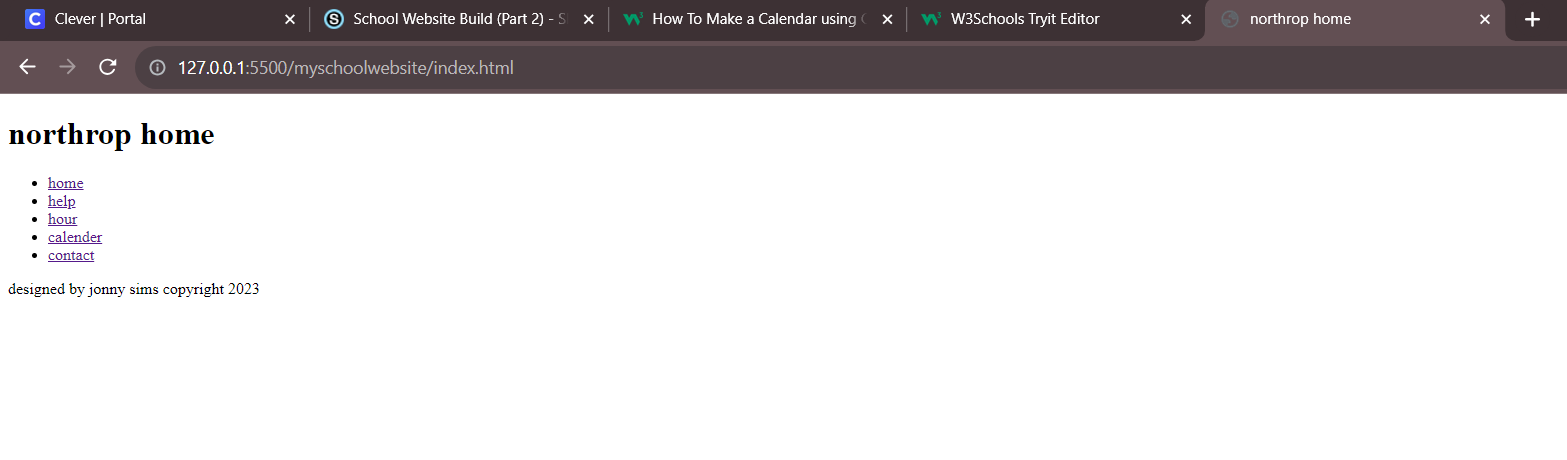 Clever | Portal
School Website Build (Part 2) - S
How To Make a Calendar using
W3Schools Tryit Editor
northrop home
127.0.0.1:5500/myschoolwebsite/index.html
northrop home
home
help
hour
calender
contact
designed by jonny sims copyright 2023